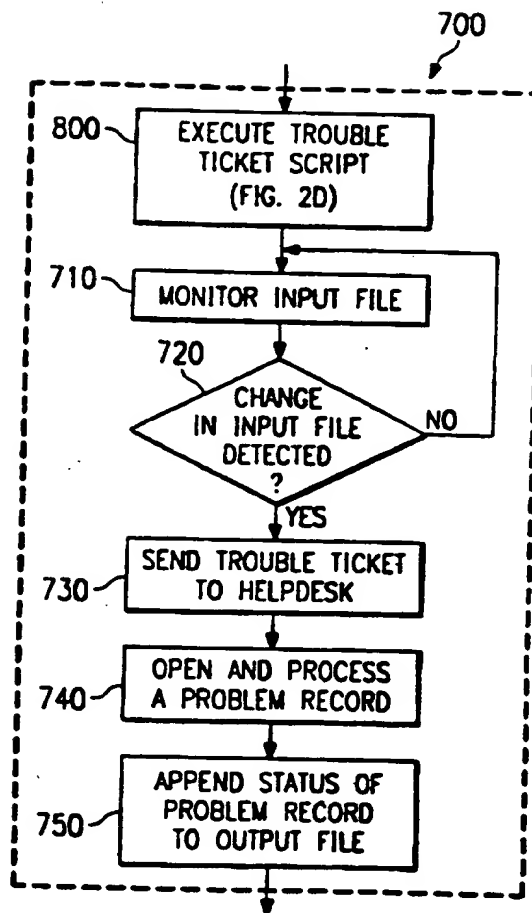 700
800
EXECUTE TROUBLE
TICKET SCRIPT
(FIG. 2D)
710
MONITOR INPUT FILE
720
CHANGE
IN INPUT FILE
DETECTED
?
NO
YES
730
SEND TROUBLE TICKET
TO HELPDESK
740
OPEN AND PROCESS
A PROBLEM RECORD
750
APPEND STATUS OF
PROBLEM RECORD
TO OUTPUT FILE